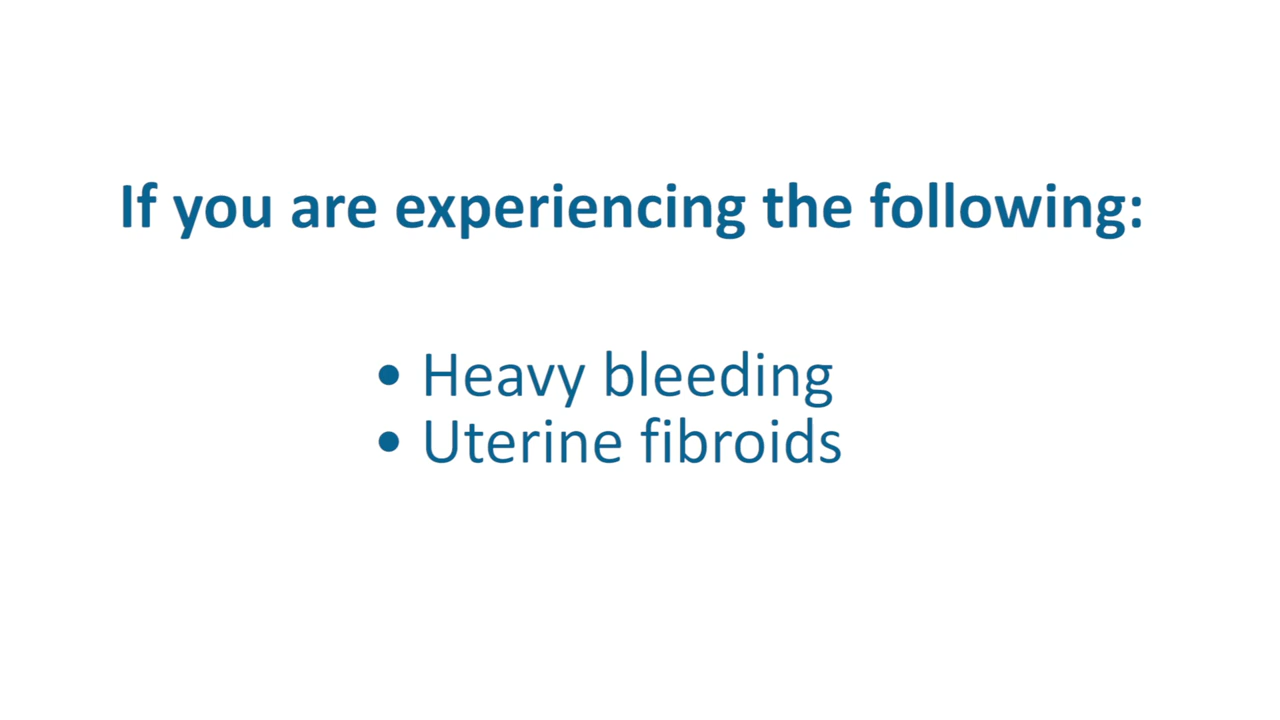 If you are experiencing the following:
• Heavy bleeding
• Uterine fibroids